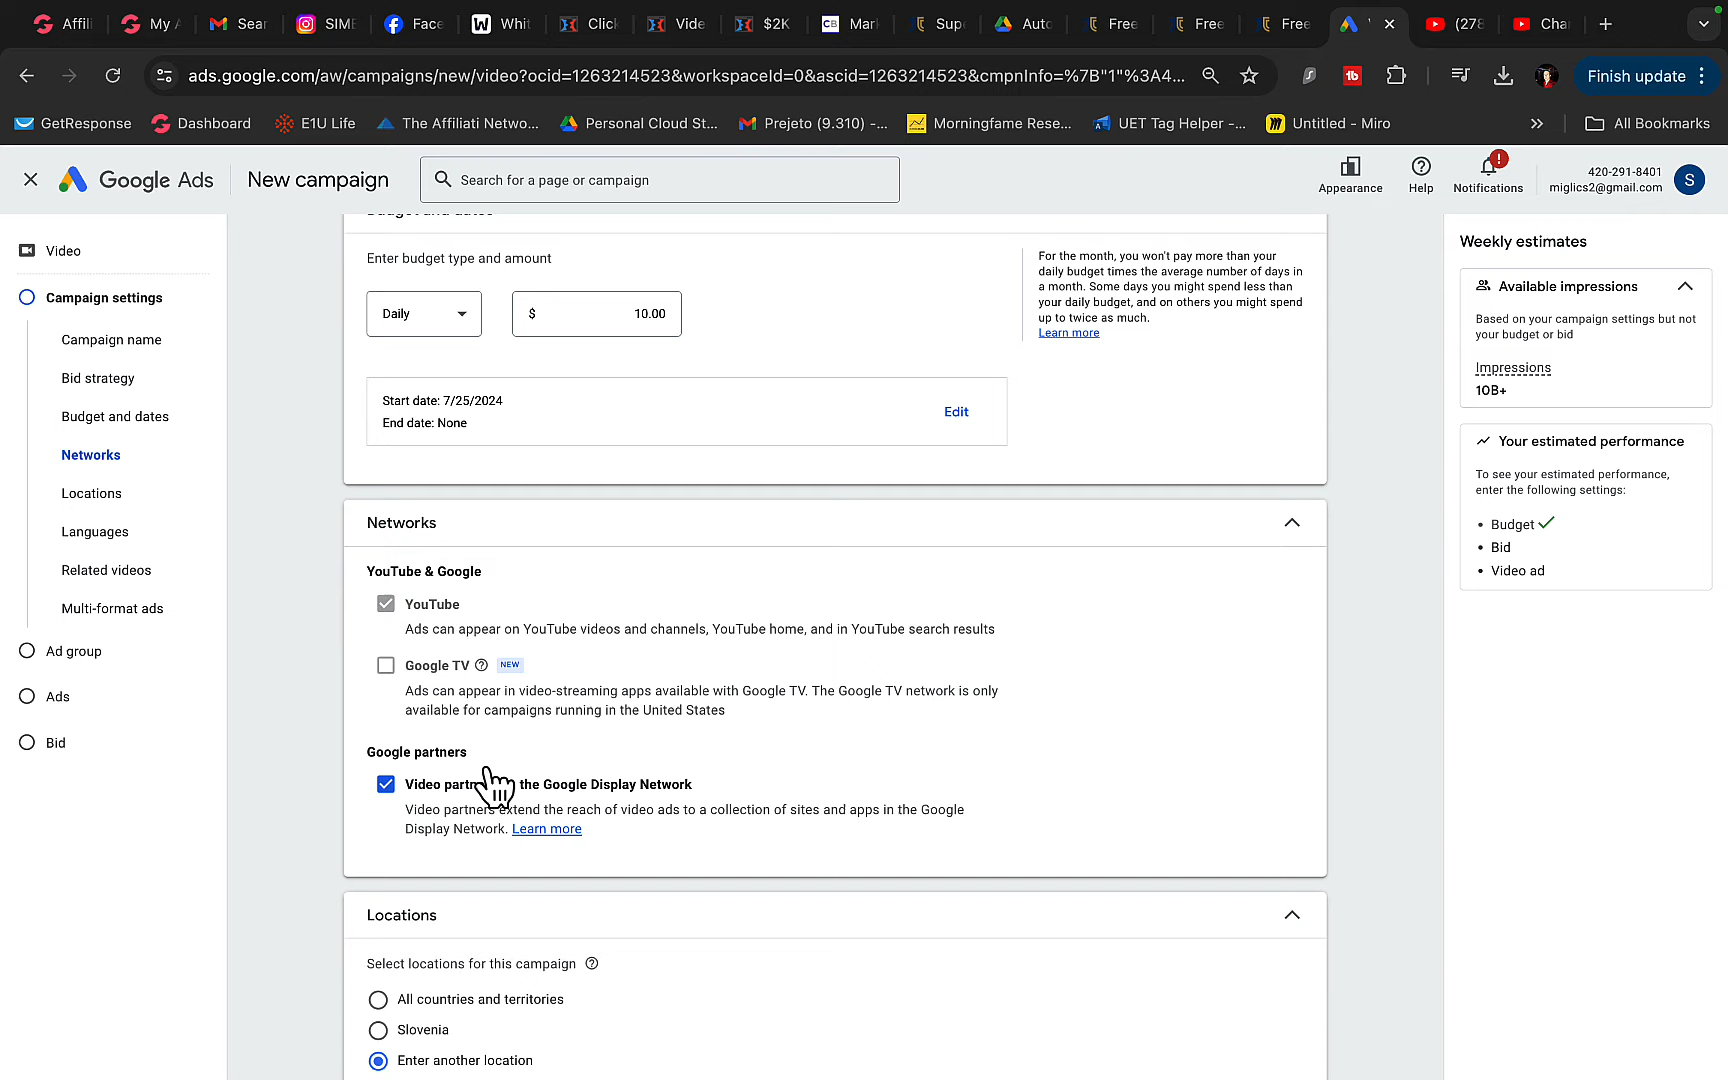 Affili
My A
Sear
SIME
Face
Whit
Click
Vide
$2K
CB Mark
Supe
Auto
Free
Free
Free
(278
Chan
ads.google.com/aw/campaigns/new/video?ocid=1263214523&workspaceId=0&ascid=1263214523&cmpnInfo=%7B"1"%3A4...
Finish update
GetResponse
Dashboard
E1U Life
The Affiliati Netwo...
Personal Cloud St...
Prejeto (9.310) -...
Morningfame Rese...
UET Tag Helper -...
Untitled - Miro
All Bookmarks
Google Ads
New campaign
Search for a page or campaign
Appearance
Help
Notifications
420-291-8401
miglics2@gmail.com
S
Video
Campaign settings
Campaign name
Bid strategy
Budget and dates
Networks
Locations
Languages
Related videos
Multi-format ads
Ad group
Ads
Bid
Budget and dates
Enter budget type and amount
Daily
$ 10.00
For the month, you won't pay more than your
daily budget times the average number of days in
a month. Some days you might spend less than
your daily budget, and on others you might spend
up to twice as much.
Learn more
Start date: 7/25/2024
End date: None
Edit
Networks
YouTube & Google
YouTube
Ads can appear on YouTube videos and channels, YouTube home, and in YouTube search results
Google TV NEW
Ads can appear in video-streaming apps available with Google TV. The Google TV network is only
available for campaigns running in the United States
Google partners
Video partn the Google Display Network
Video partners extend the reach of video ads to a collection of sites and apps in the Google
Display Network. Learn more
Locations
Select locations for this campaign
All countries and territories
Slovenia
Enter another location
Weekly estimates
Available impressions
Based on your campaign settings but not
your budget or bid
Impressions
10B+
Your estimated performance
To see your estimated performance,
enter the following settings:
• Budget
• Bid
• Video ad